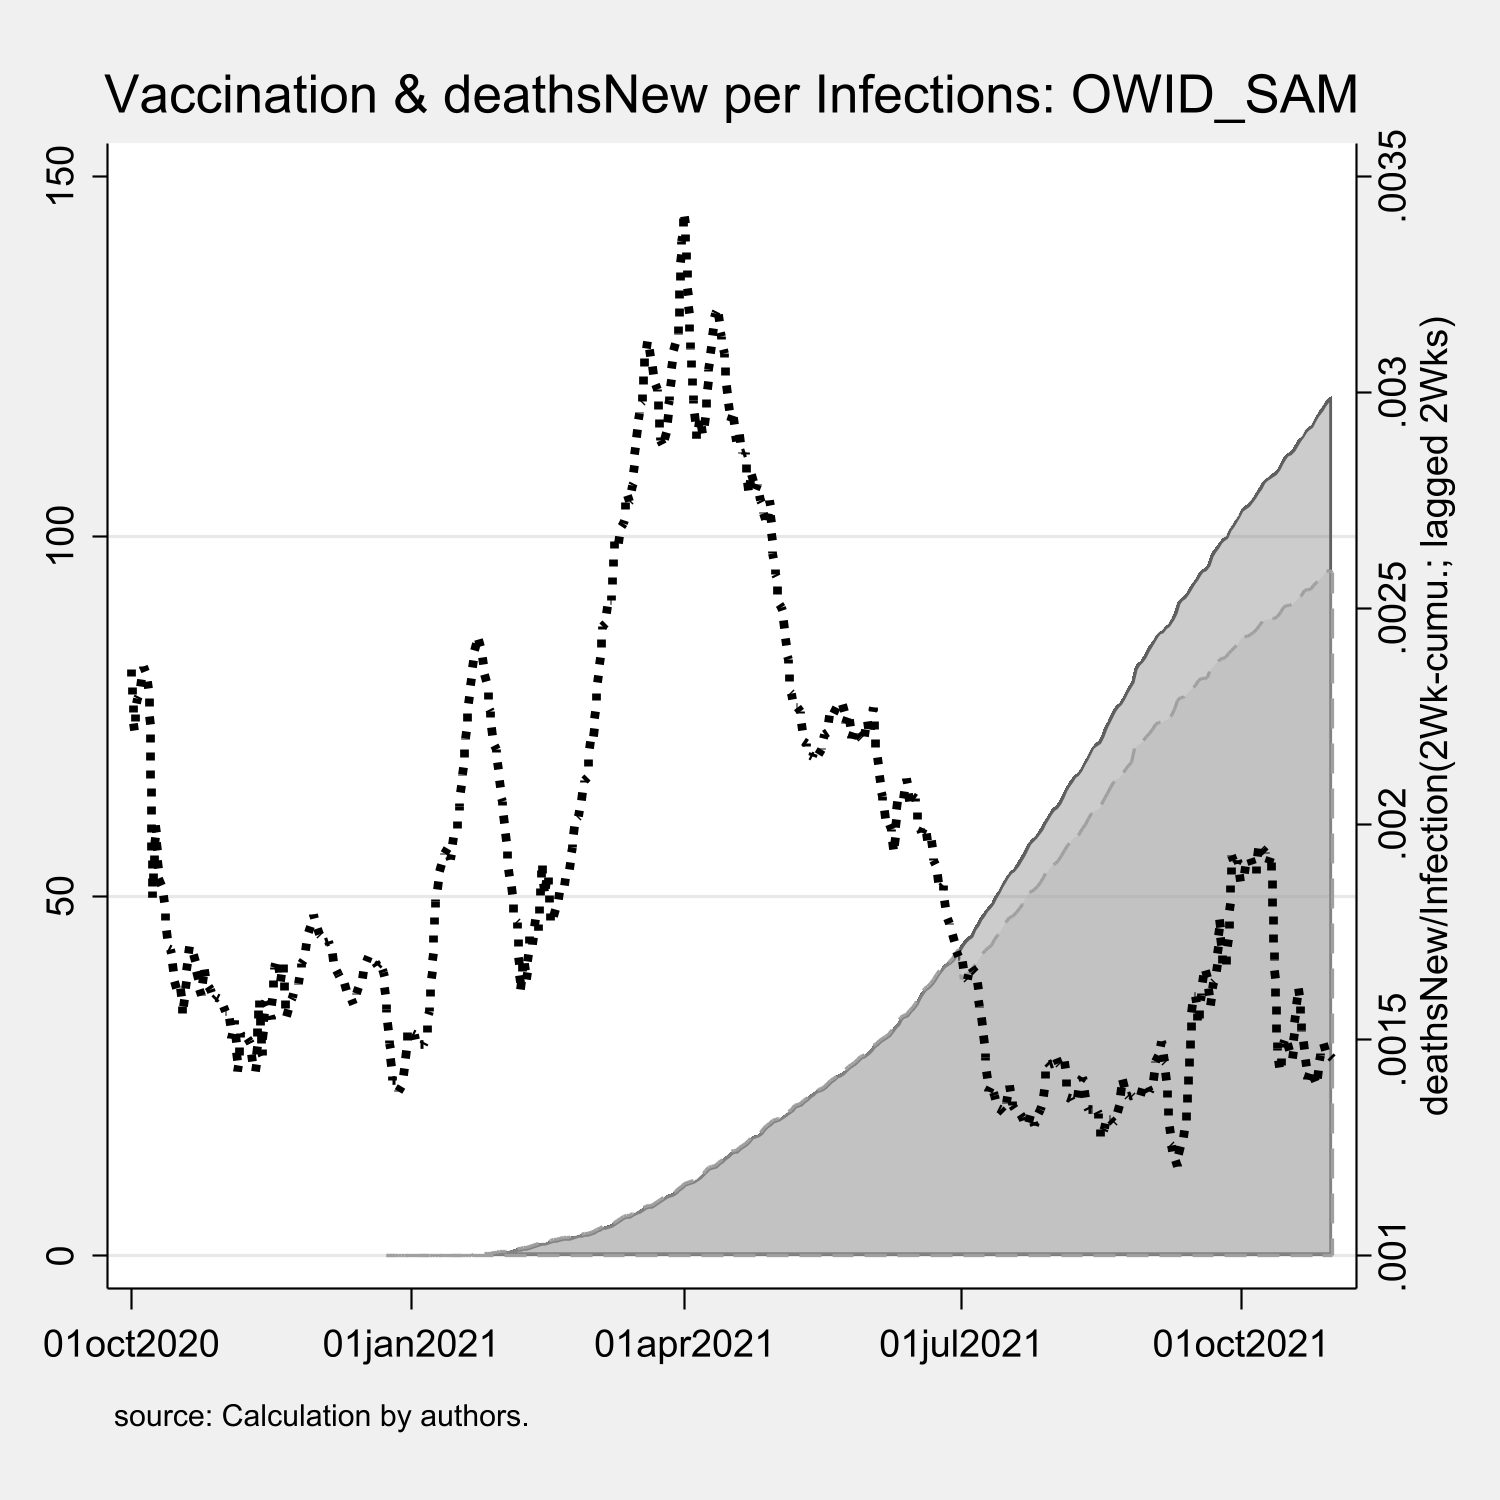 Vaccination & deathsNew per Infections: OWID_SAM
150
100
50
0
.0035
.003
.0025
.002
.0015
.001
deathsNew/Infection(2Wk-cumu.; lagged 2Wks)
01oct2020
01jan2021
01apr2021
01jul2021
01oct2021
source: Calculation by authors.